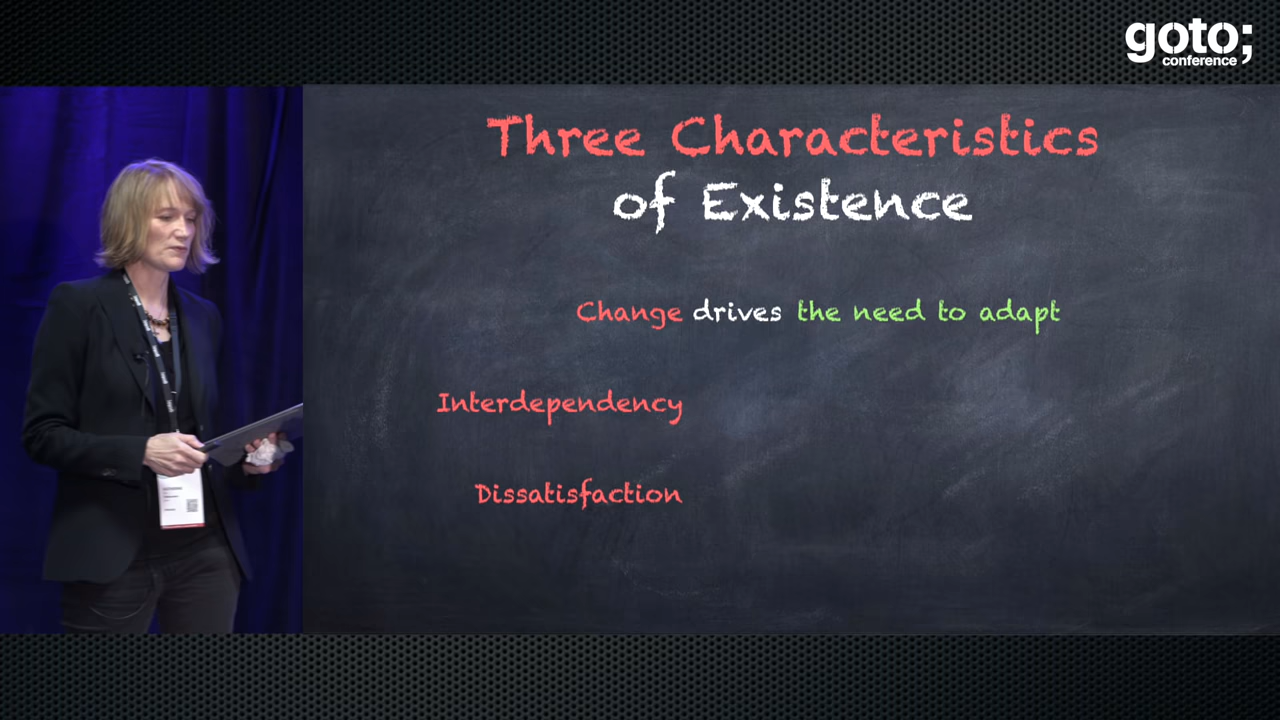 goto;
conference
Three Characteristics
of Existence
Change drives the need to adapt
Interdependency
Dissatisfaction